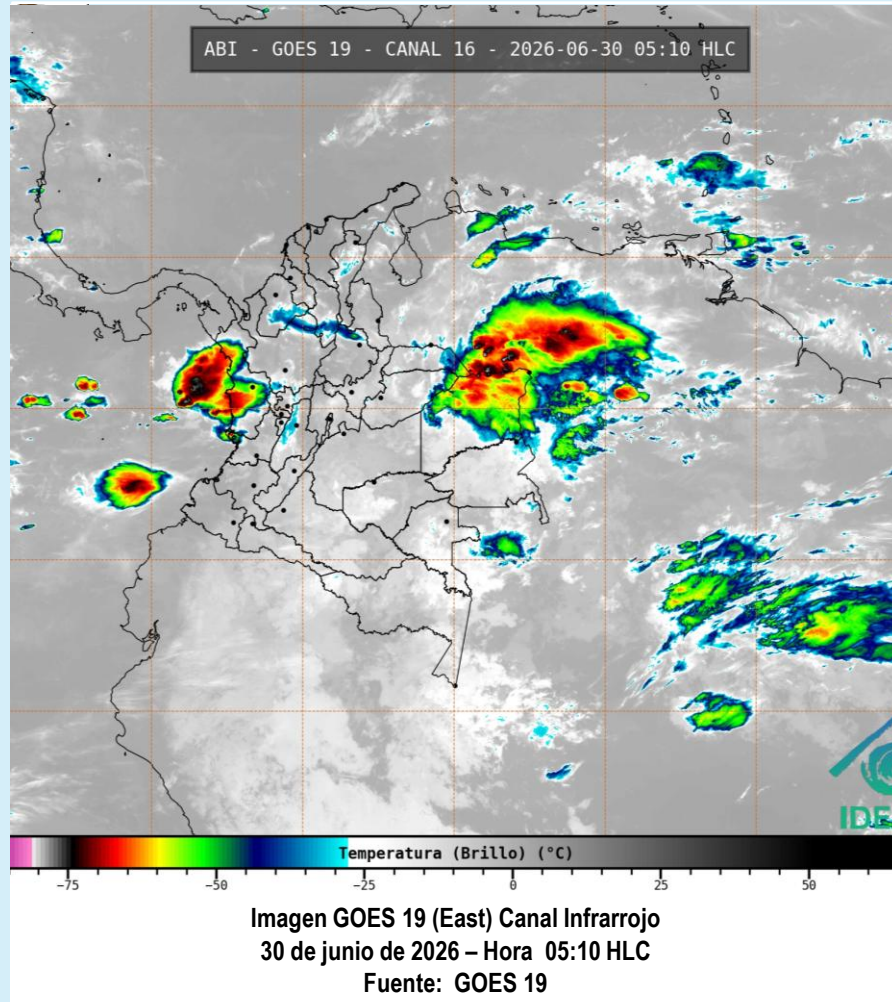 ABI - GOES 19 - CANAL 16 - 2026-06-30 05:10 HLC
Temperatura (Brillo) (°C)
−75 −50 −25 0 25 50
Imagen GOES 19 (East) Canal Infrarrojo
30 de junio de 2026 – Hora 05:10 HLC
Fuente: GOES 19